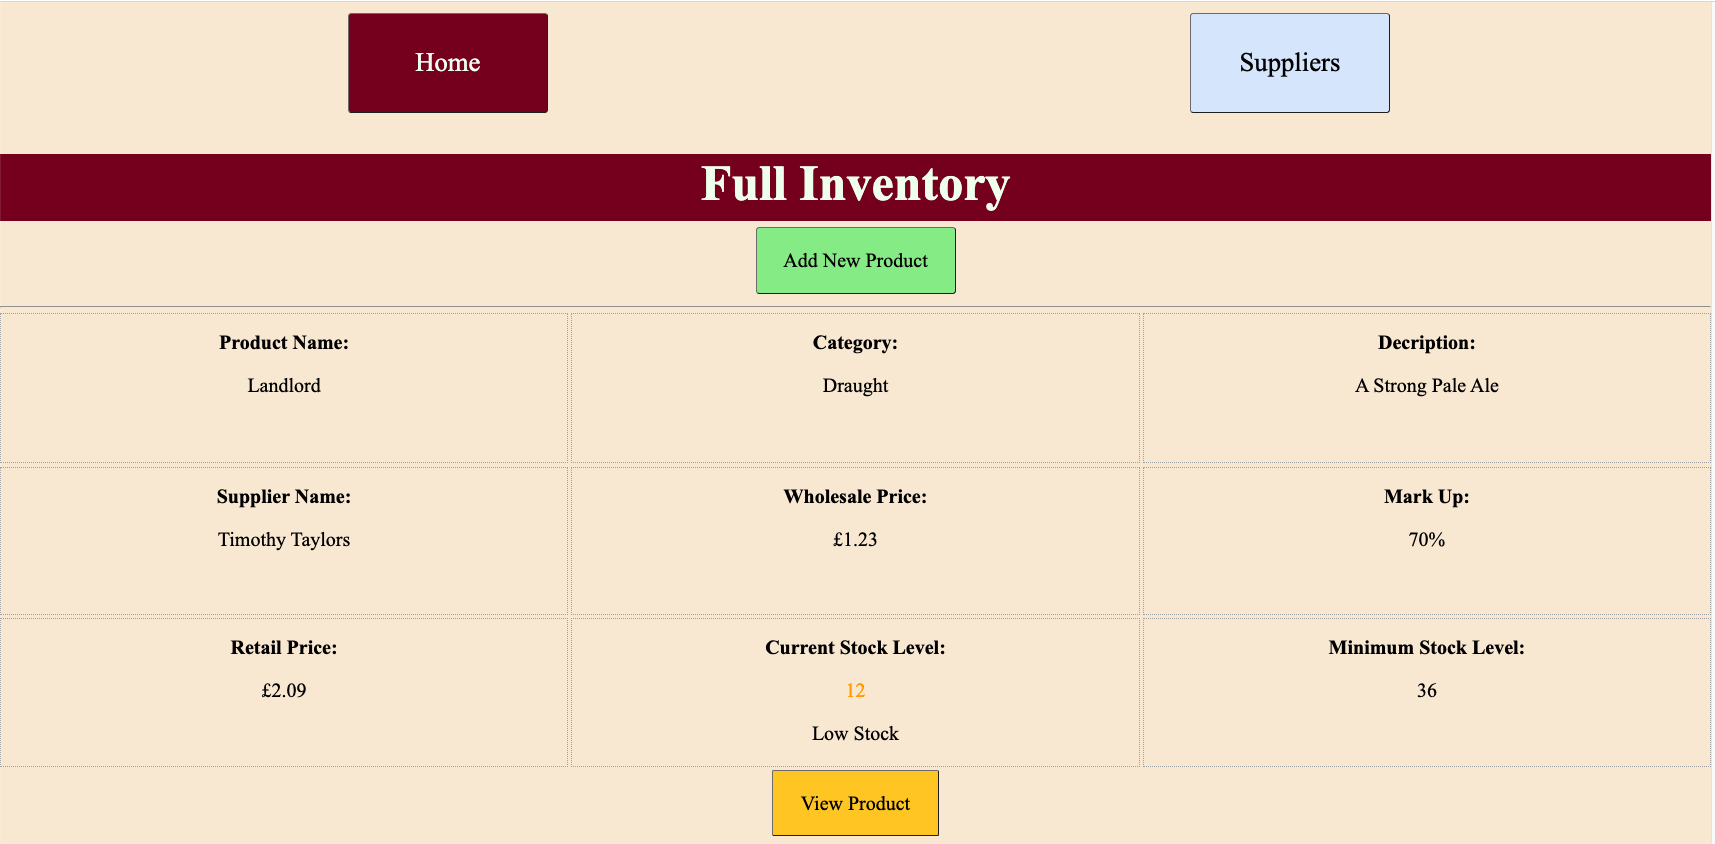 Home
Suppliers
Full Inventory
Add New Product
Product Name:
Landlord
Category:
Draught
Decription:
A Strong Pale Ale
Supplier Name:
Timothy Taylors
Wholesale Price:
£1.23
Mark Up:
70%
Retail Price:
£2.09
Current Stock Level:
12
Low Stock
Minimum Stock Level:
36
View Product